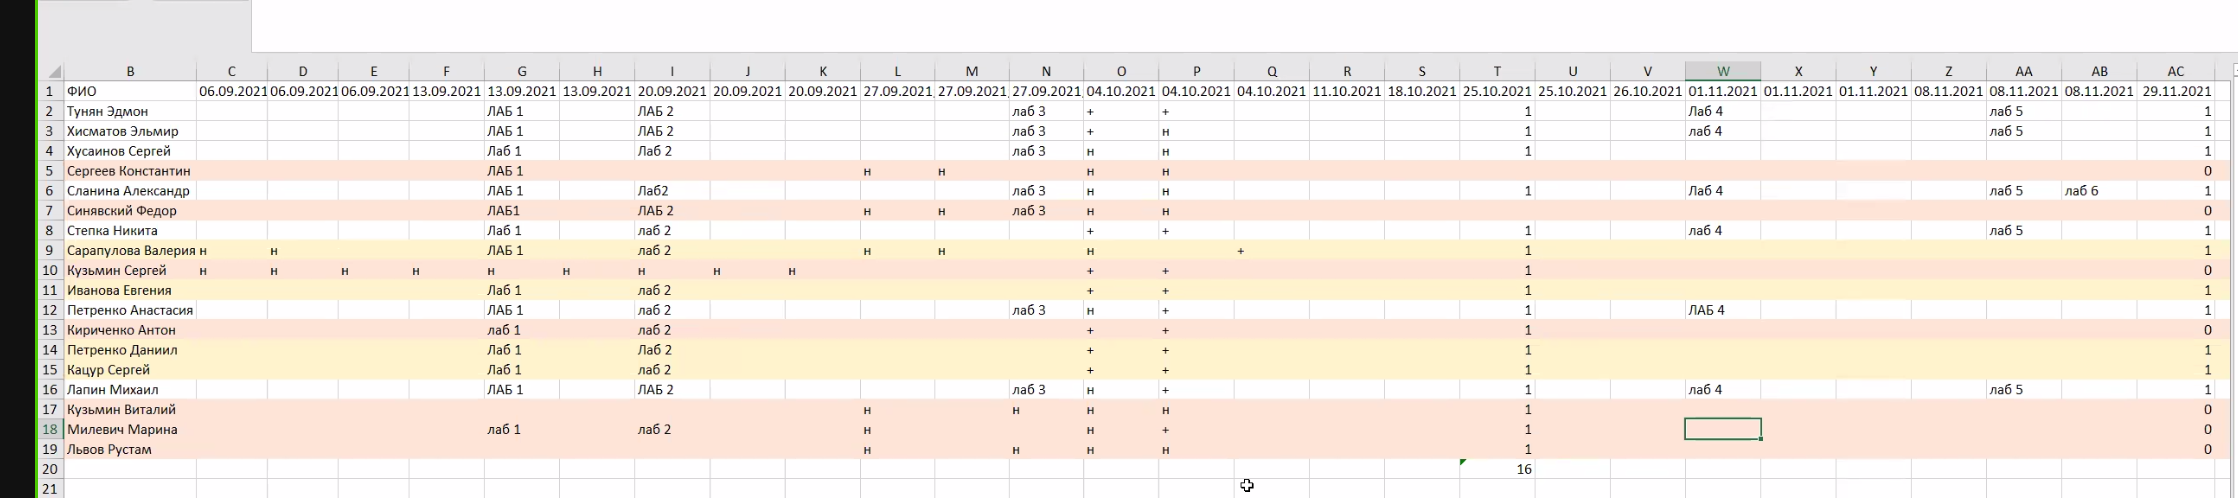 B C D E F G H I J K L M N O P Q R S T U V W X Y Z AA AB AC
1 ФИО 06.09.2021 06.09.2021 06.09.2021 13.09.2021 13.09.2021 13.09.2021 20.09.2021 20.09.2021 20.09.2021 27.09.2021 27.09.2021 27.09.2021 04.10.2021 04.10.2021 04.10.2021 11.10.2021 18.10.2021 25.10.2021 25.10.2021 26.10.2021 01.11.2021 01.11.2021 01.11.2021 08.11.2021 08.11.2021 08.11.2021 29.11.2021
2 Тунян Эдмон ЛАБ 1 ЛАБ 2 лаб 3 + + 1 Лаб 4 лаб 5 1
3 Хисматов Эльмир ЛАБ 1 ЛАБ 2 лаб 3 + н 1 лаб 4 лаб 5 1
4 Хусаинов Сергей Лаб 1 Лаб 2 лаб 3 н н 1 1
5 Сергеев Константин ЛАБ 1 н н н н 0
6 Сланина Александр ЛАБ 1 Лаб2 лаб 3 н н 1 Лаб 4 лаб 5 лаб 6 1
7 Синявский Федор ЛАБ1 ЛАБ 2 н н лаб 3 н н 0
8 Степка Никита Лаб 1 лаб 2 + + 1 лаб 4 лаб 5 1
9 Сарапулова Валерия н н ЛАБ 1 лаб 2 н н н + 1 1
10 Кузьмин Сергей н н н н н н н н н + + 1 0
11 Иванова Евгения Лаб 1 лаб 2 + + 1 1
12 Петренко Анастасия ЛАБ 1 лаб 2 лаб 3 н + 1 ЛАБ 4 1
13 Кириченко Антон лаб 1 лаб 2 + + 1 0
14 Петренко Даниил Лаб 1 Лаб 2 + + 1 1
15 Кацур Сергей Лаб 1 лаб 2 + + 1 1
16 Лапин Михаил ЛАБ 1 ЛАБ 2 лаб 3 н + 1 лаб 4 лаб 5 1
17 Кузьмин Виталий н н н н 1 0
18 Милевич Марина лаб 1 лаб 2 н н + 1 0
19 Львов Рустам н н н н 1 0
20 16
21